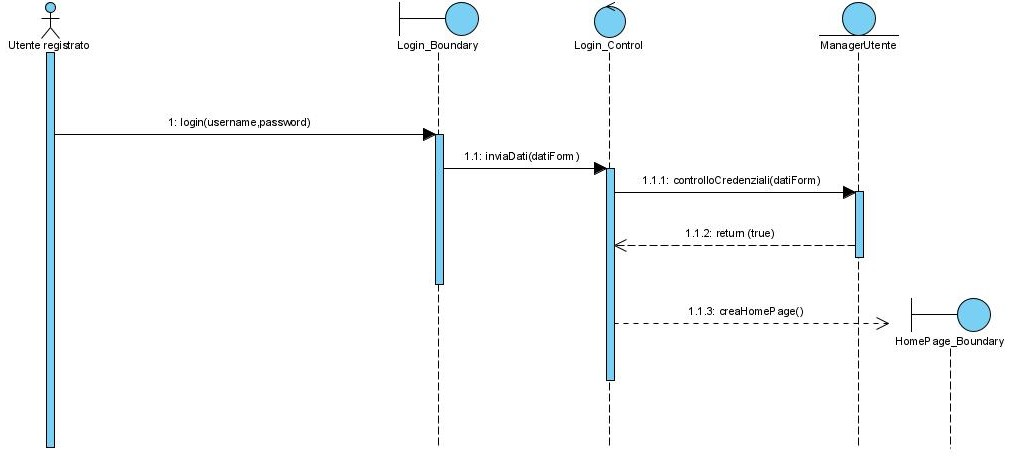 Utente registrato
Login_Boundary
Login_Control
ManagerUtente
1: login(username,password)
1.1: inviaDati(datiForm)
1.1.1: controlloCredenziali(datiForm)
1.1.2: return (true)
1.1.3: creaHomePage()
HomePage_Boundary